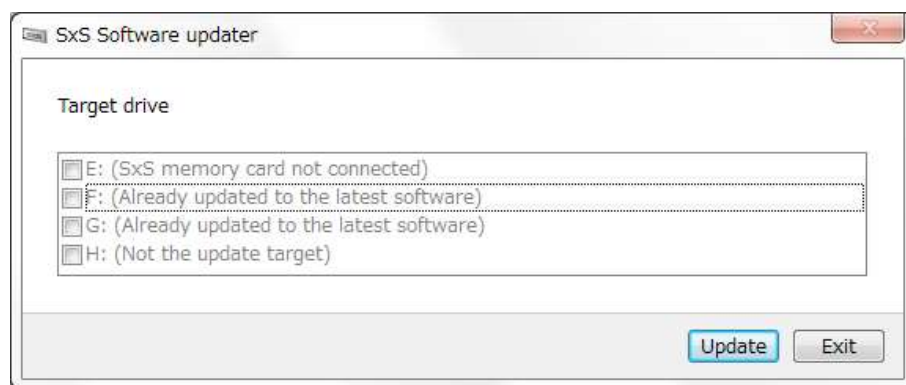 SxS Software updater
Target drive
E: (SxS memory card not connected)
F: (Already updated to the latest software)
G: (Already updated to the latest software)
H: (Not the update target)
Update Exit